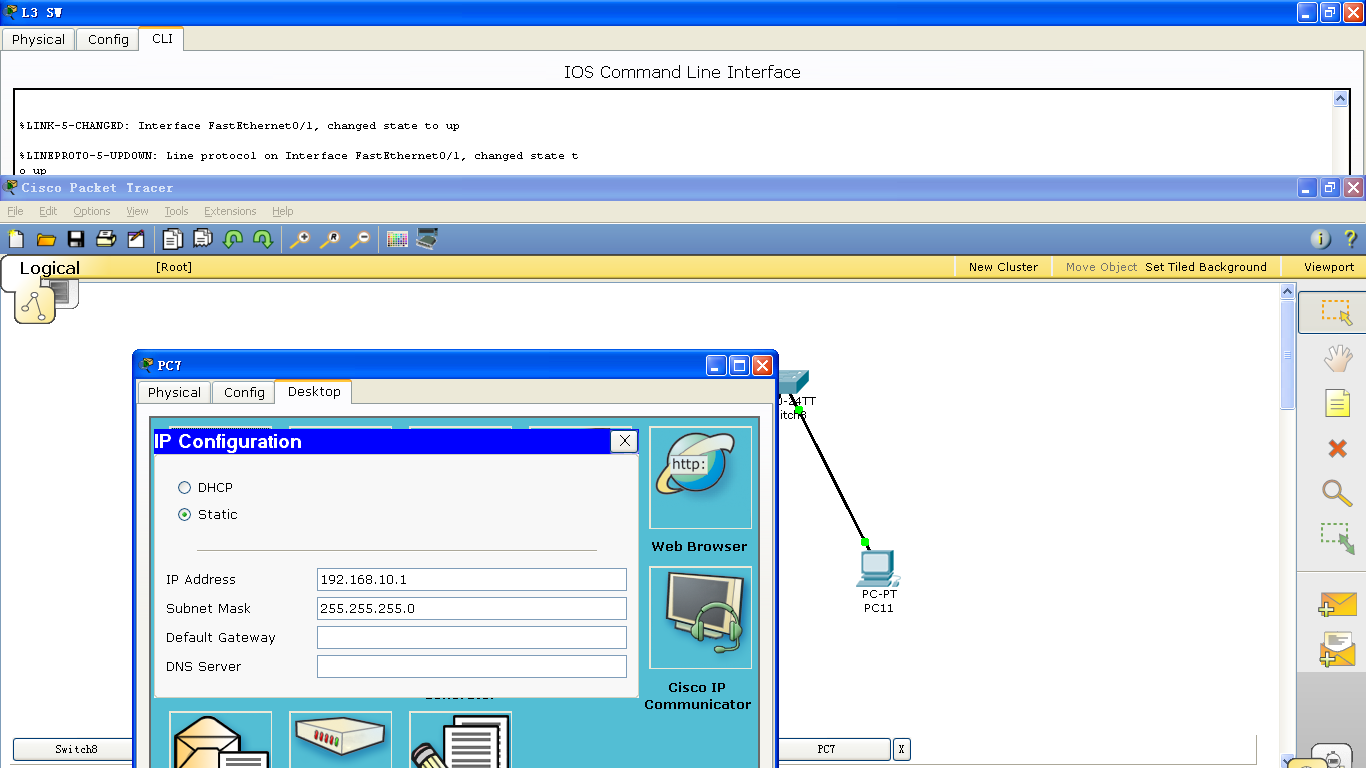 L3 SW
Physical
Config
CLI
IOS Command Line Interface
%LINK-5-CHANGED: Interface FastEthernet0/1, changed state to up
%LINEPROTO-5-UPDOWN: Line protocol on Interface FastEthernet0/1, changed state t
o up
Cisco Packet Tracer
File Edit Options View Tools Extensions Help
Logical
[Root]
New Cluster
Move Object
Set Tiled Background
Viewport
PC7
Physical
Config
Desktop
0-24TT
itch8
IP Configuration
X
http:
DHCP
Static
Web Browser
IP Address
192.168.10.1
Subnet Mask
255.255.255.0
Default Gateway
DNS Server
PC-PT
PC11
Cisco IP
Communicator
Switch8
PC7
X